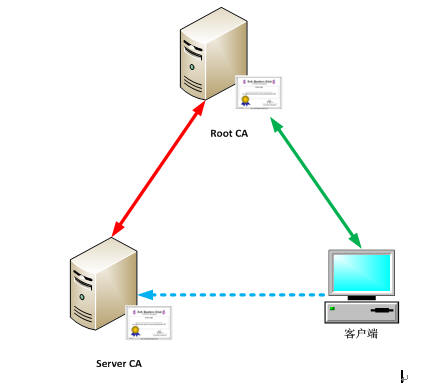 Root CA
Server CA
客户端